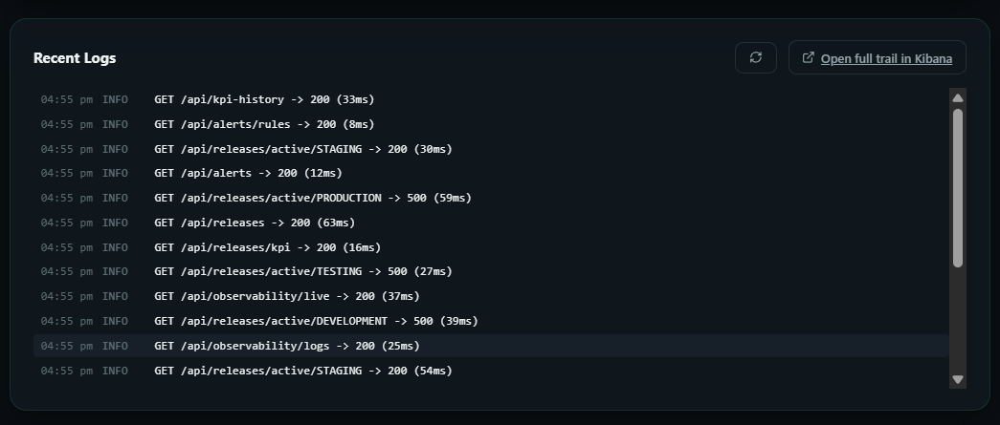 Recent Logs
Open full trail in Kibana
04:55 pm INFO GET /api/kpi-history -> 200 (33ms)
04:55 pm INFO GET /api/alerts/rules -> 200 (8ms)
04:55 pm INFO GET /api/releases/active/STAGING -> 200 (30ms)
04:55 pm INFO GET /api/alerts -> 200 (12ms)
04:55 pm INFO GET /api/releases/active/PRODUCTION -> 500 (59ms)
04:55 pm INFO GET /api/releases -> 200 (63ms)
04:55 pm INFO GET /api/releases/kpi -> 200 (16ms)
04:55 pm INFO GET /api/releases/active/TESTING -> 500 (27ms)
04:55 pm INFO GET /api/observability/live -> 200 (37ms)
04:55 pm INFO GET /api/releases/active/DEVELOPMENT -> 500 (39ms)
04:55 pm INFO GET /api/observability/logs -> 200 (25ms)
04:55 pm INFO GET /api/releases/active/STAGING -> 200 (54ms)